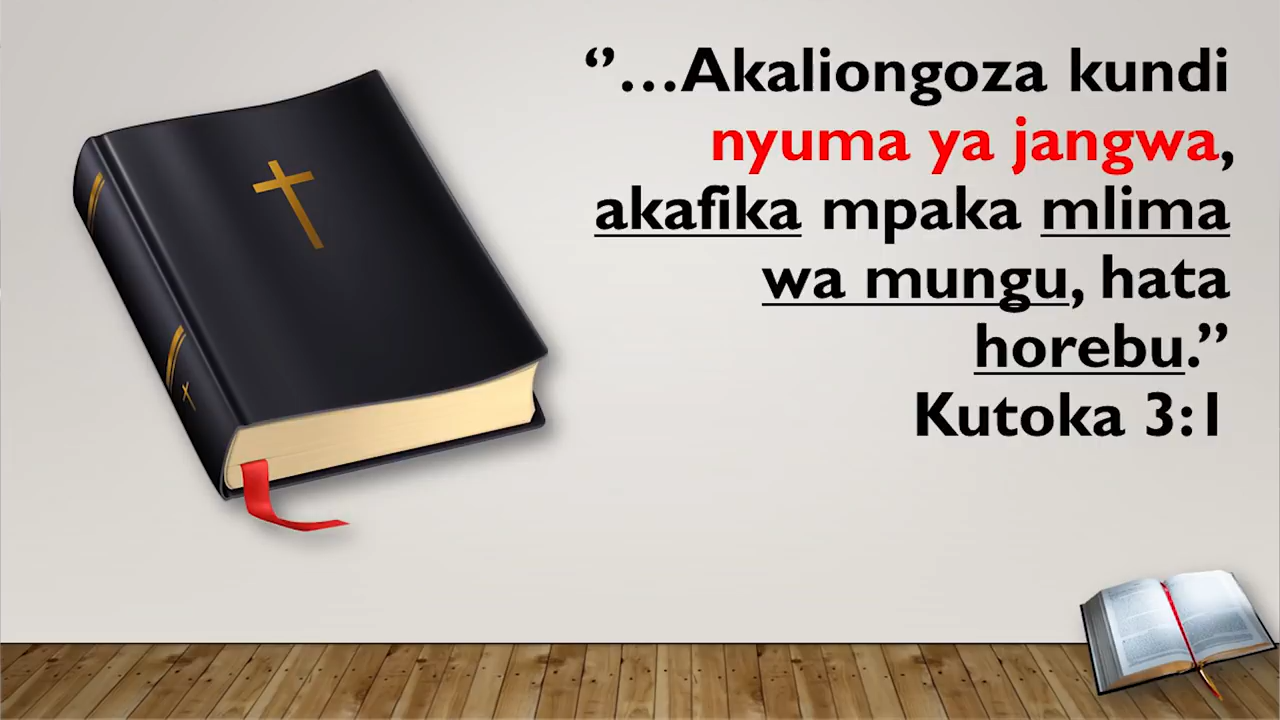 ‘’…Akaliongoza kundi
nyuma ya jangwa,
akafika mpaka mlima
wa mungu, hata
horebu.’’
Kutoka 3:1